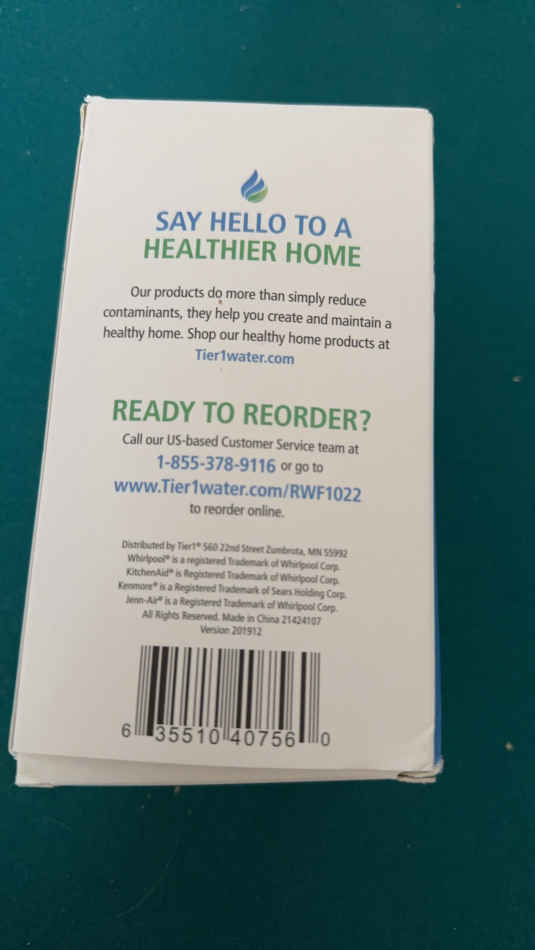 SAY HELLO TO A
HEALTHIER HOME
Our products do more than simply reduce
contaminants, they help you create and maintain a
healthy home. Shop our healthy home products at
Tier1water.com
READY TO REORDER?
Call our US-based Customer Service team at
1-855-378-9116 or go to
www.Tier1water.com/RWF1022
to reorder online.
Distributed by Tier1® 560 22nd Street Zumbrota, MN 55992
Whirlpool® is a registered Trademark of Whirlpool Corp.
KitchenAid® is Registered Trademark of Whirlpool Corp.
Kenmore® is a Registered Trademark of Sears Holding Corp.
Jenn-Air® is a Registered Trademark of Whirlpool Corp.
All Rights Reserved. Made in China 21424107
Version 201912
6 35510 40756 0